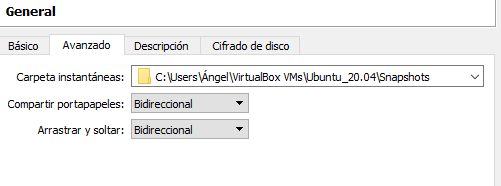 General
Básico Avanzado Descripción Cifrado de disco
Carpeta instantáneas: C:\Users\Ángel\VirtualBox VMs\Ubuntu_20.04\Snapshots
Compartir portapapeles: Bidireccional
Arrastrar y soltar: Bidireccional